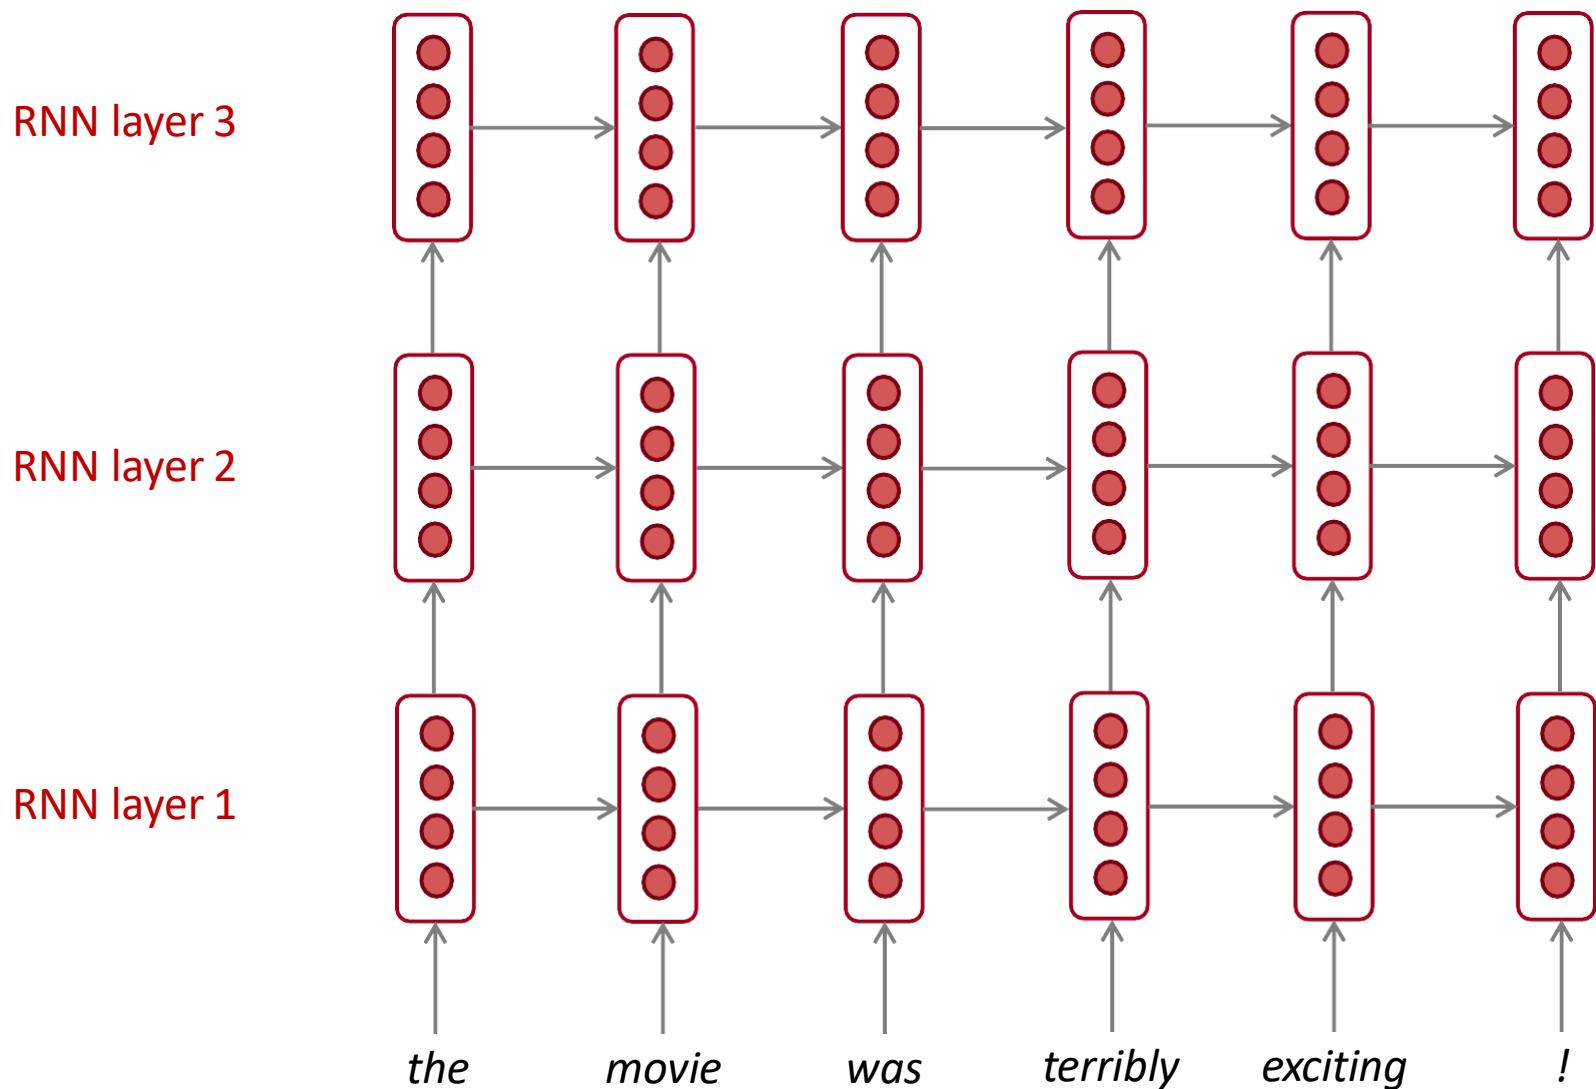 RNN layer 3
RNN layer 2
RNN layer 1
the movie was terribly exciting !